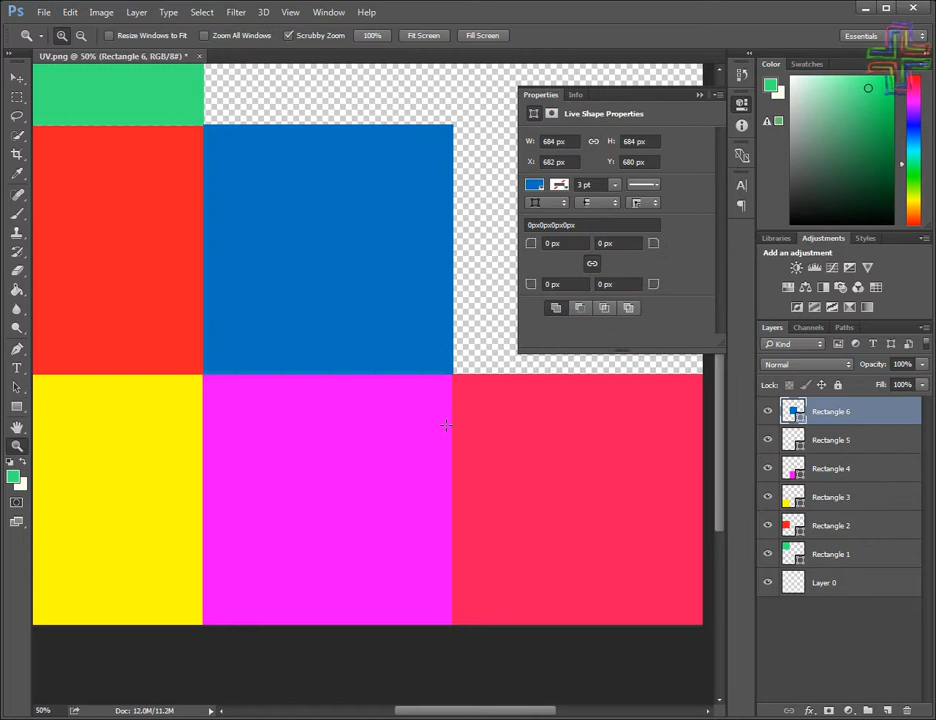 Ps File Edit Image Layer Type Select Filter 3D View Window Help
Resize Windows to Fit Zoom All Windows Scrubby Zoom 100% Fit Screen Fill Screen Essentials
UV.png @ 50% (Rectangle 6, RGB/8#) * ×
Color Swatches
Properties Info
Live Shape Properties
W: 684 px H: 684 px
X: 682 px Y: 680 px
3 pt
0px0px0px0px
0 px 0 px
0 px 0 px
Libraries Adjustments Styles
Add an adjustment
Layers Channels Paths
Kind
Normal Opacity: 100%
Lock: Fill: 100%
Rectangle 6
Rectangle 5
Rectangle 4
Rectangle 3
Rectangle 2
Rectangle 1
Layer 0
50% Doc: 12.0M/11.2M